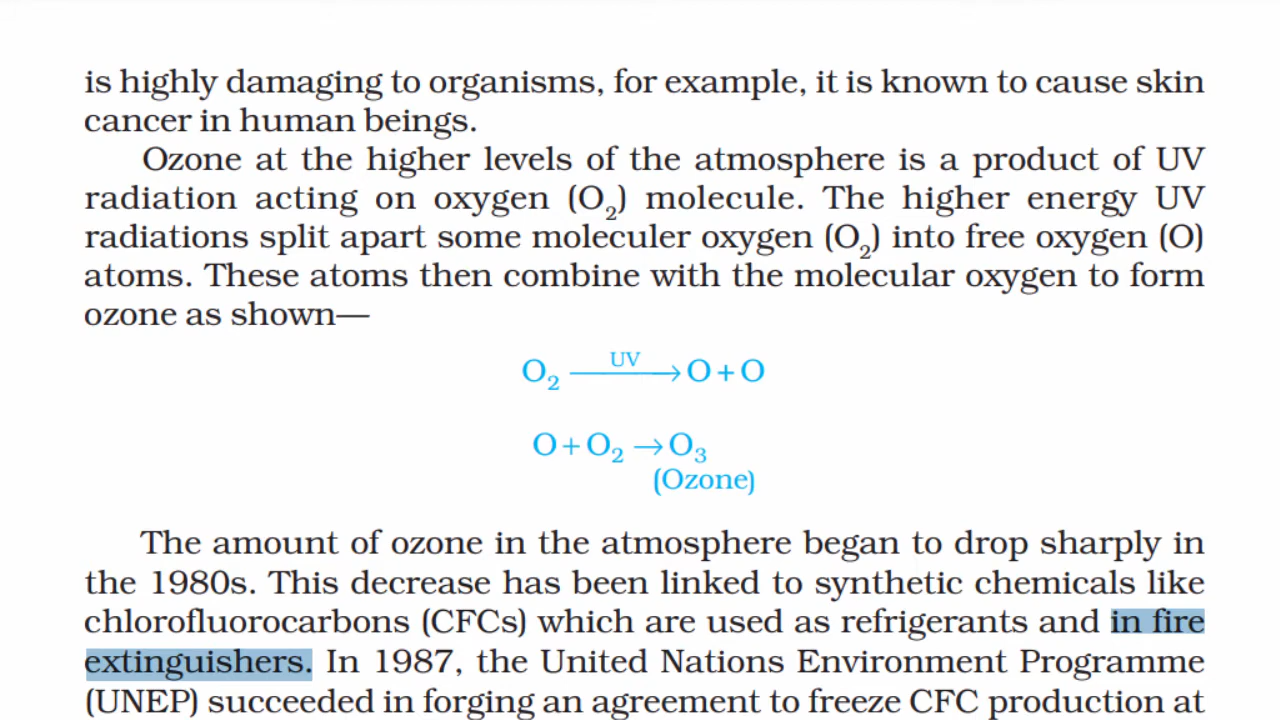 is highly damaging to organisms, for example, it is known to cause skin
cancer in human beings.
Ozone at the higher levels of the atmosphere is a product of UV
radiation acting on oxygen (O₂) molecule. The higher energy UV
radiations split apart some moleculer oxygen (O₂) into free oxygen (O)
atoms. These atoms then combine with the molecular oxygen to form
ozone as shown—
UV
O₂ ⟶ O + O
O + O₂ → O₃
(Ozone)
The amount of ozone in the atmosphere began to drop sharply in
the 1980s. This decrease has been linked to synthetic chemicals like
chlorofluorocarbons (CFCs) which are used as refrigerants and in fire
extinguishers. In 1987, the United Nations Environment Programme
(UNEP) succeeded in forging an agreement to freeze CFC production at